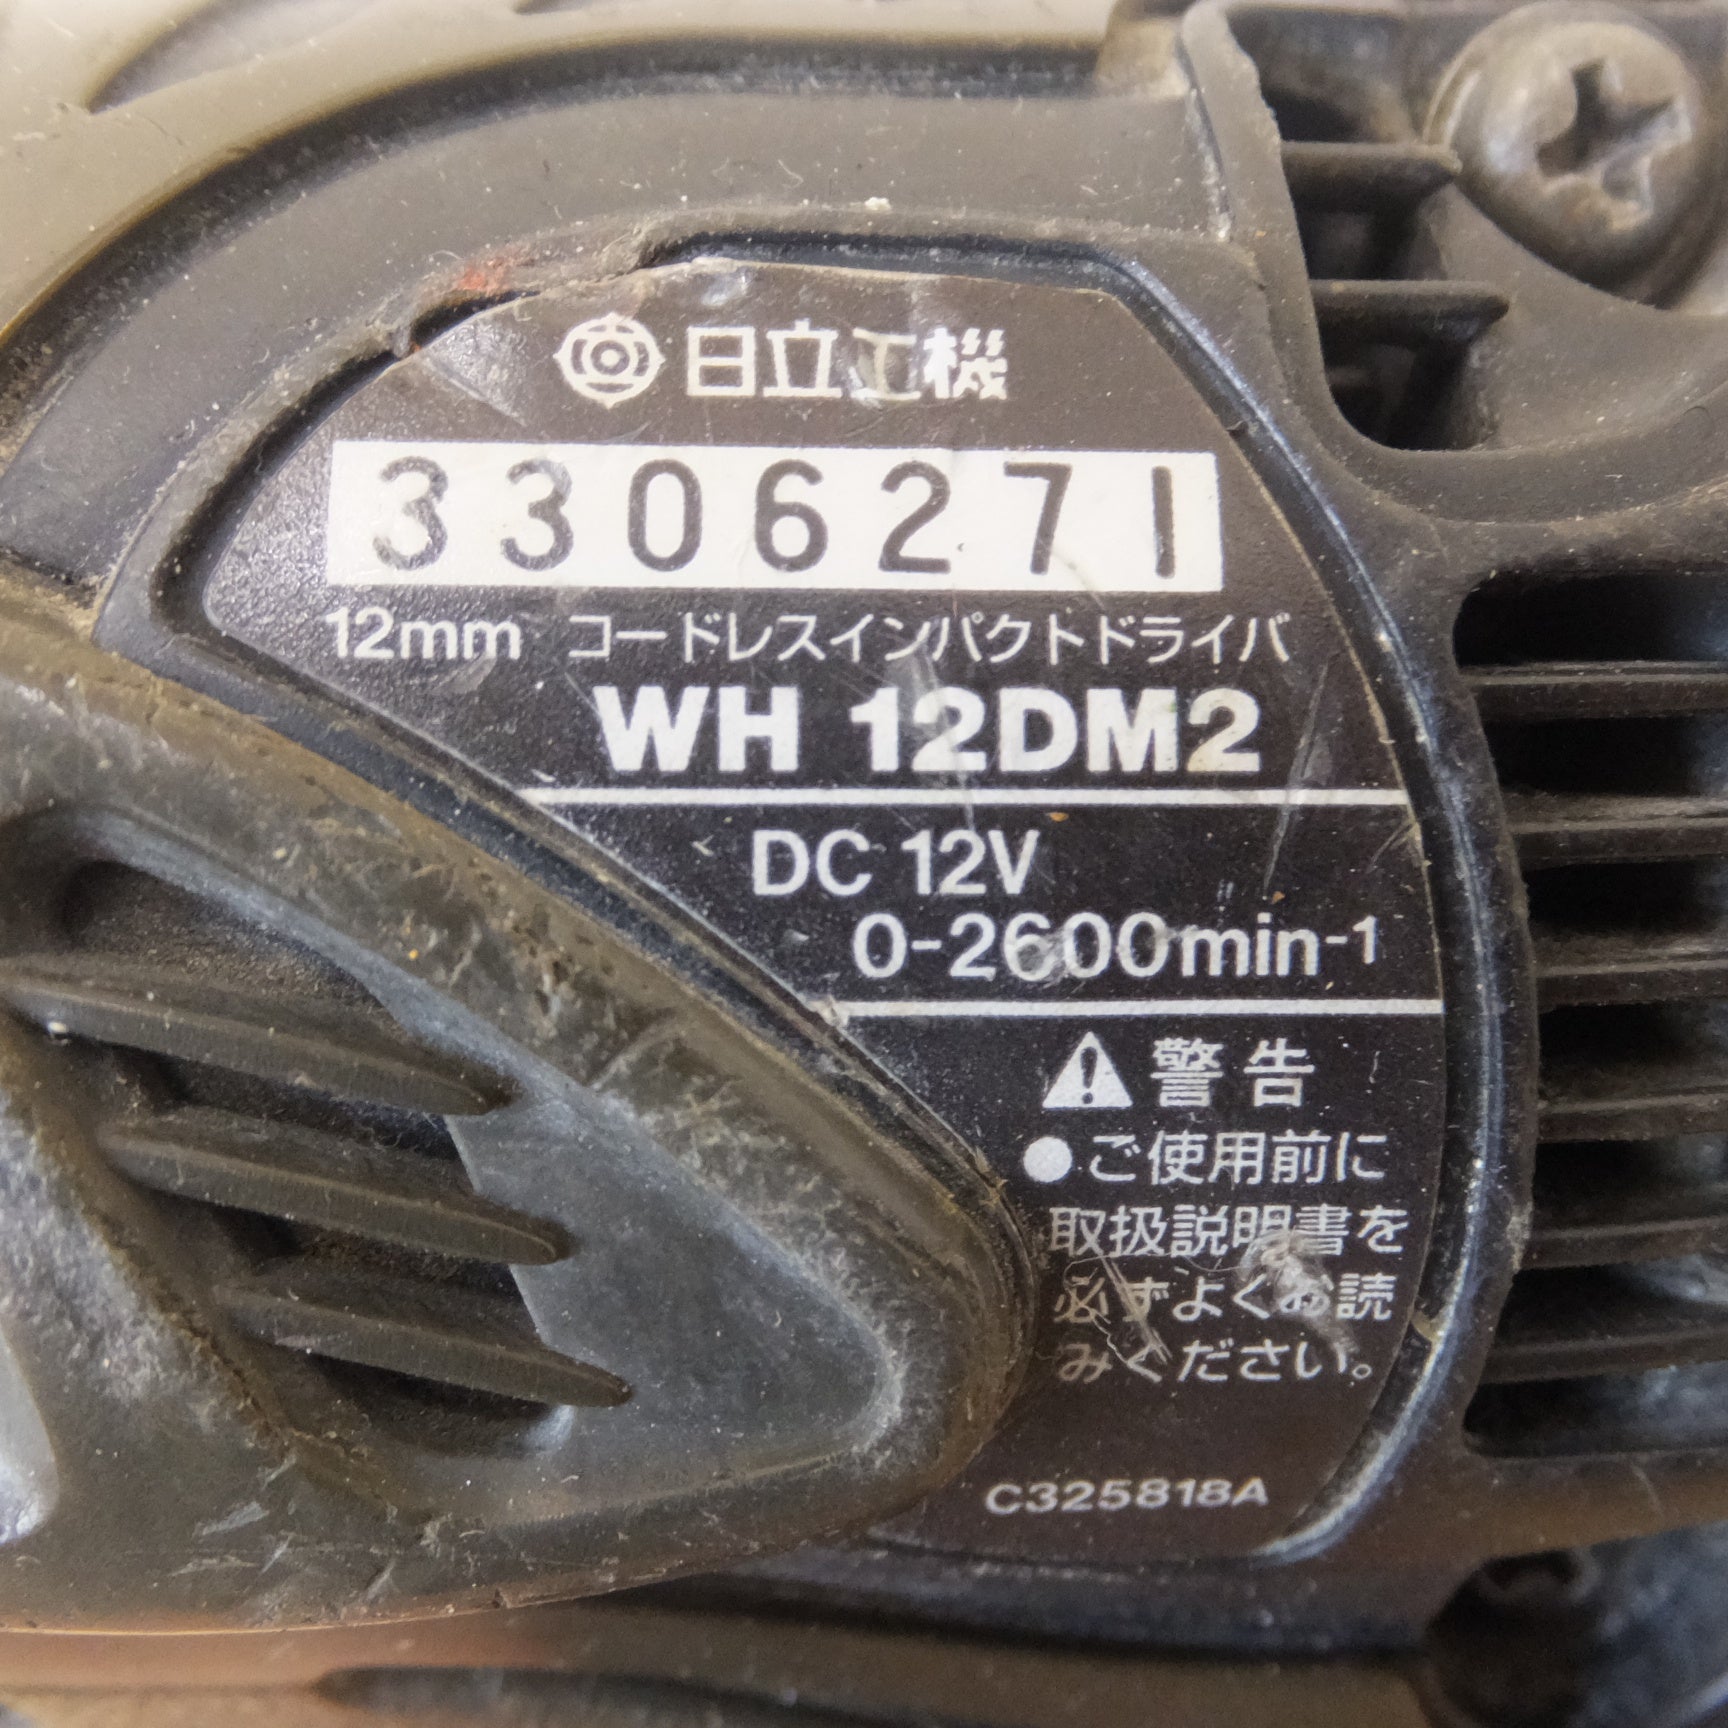 日立工機
3306271
12mm コードレスインパクトドライバ
WH 12DM2
DC 12V
0-2600min-1
警告
●ご使用前に
取扱説明書を
必ずよくお読
みください。
C325818A